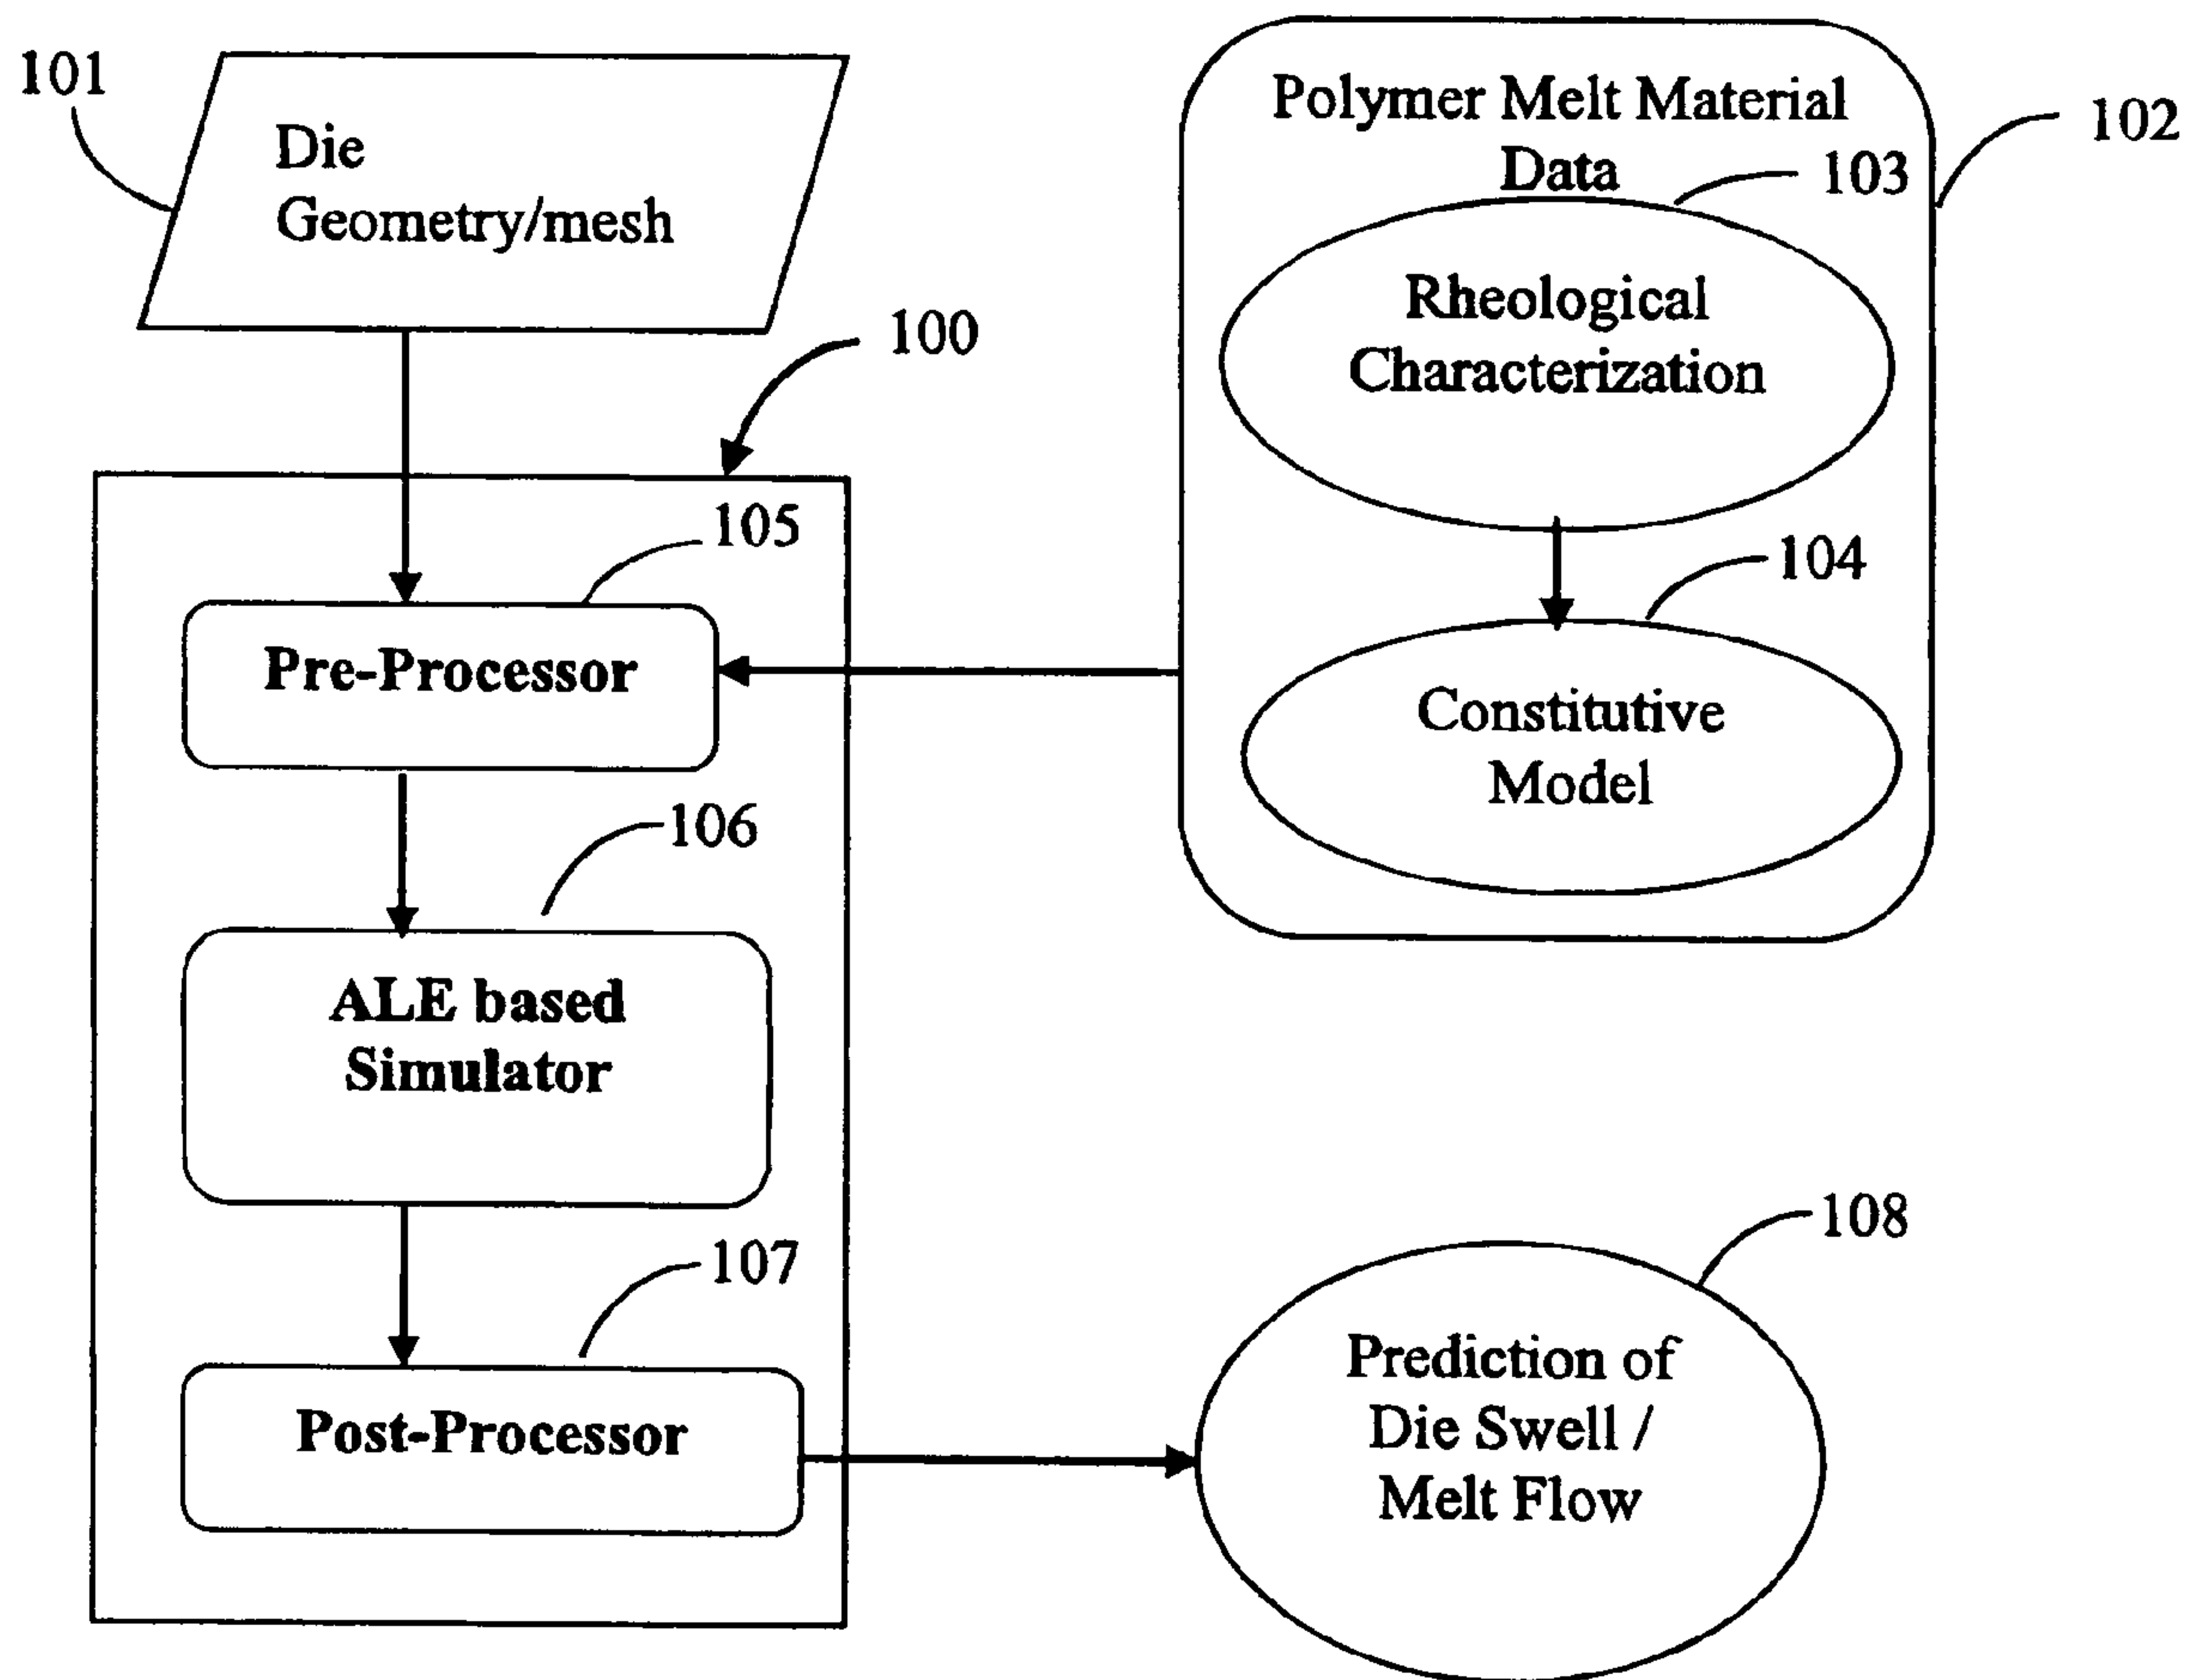 101
Die
Geometry/mesh
100
105
Pre-Processor
106
ALE based
Simulator
107
Post-Processor
Polymer Melt Material
Data
102
103
Rheological
Characterization
104
Constitutive
Model
108
Prediction of
Die Swell /
Melt Flow